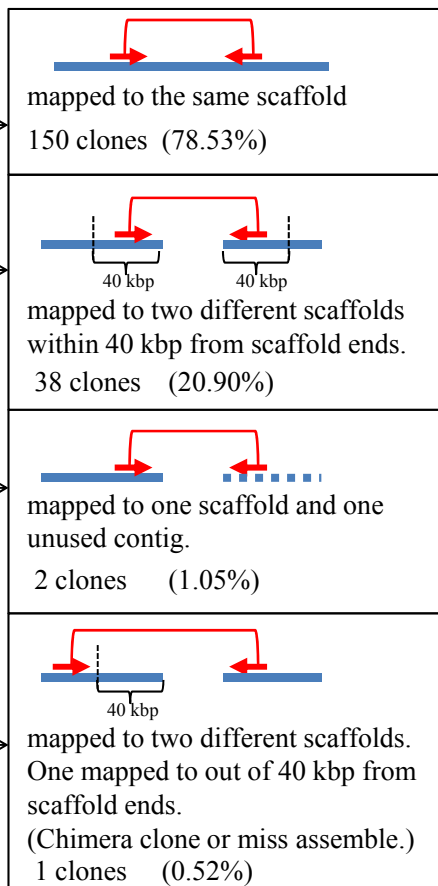 mapped to the same scaffold
150 clones (78.53%)
40 kbp 40 kbp
mapped to two different scaffolds
within 40 kbp from scaffold ends.
38 clones (20.90%)
mapped to one scaffold and one
unused contig.
2 clones (1.05%)
40 kbp
mapped to two different scaffolds.
One mapped to out of 40 kbp from
scaffold ends.
(Chimera clone or miss assemble.)
1 clones (0.52%)